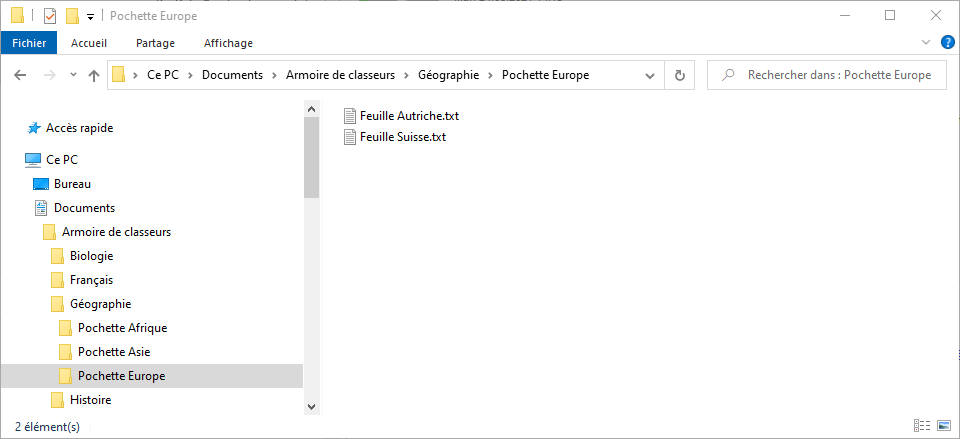 Pochette Europe
Fichier Accueil Partage Affichage
Ce PC Documents Armoire de classeurs Géographie Pochette Europe
Rechercher dans : Pochette Europe
Accès rapide
Ce PC
Bureau
Documents
Armoire de classeurs
Biologie
Français
Géographie
Pochette Afrique
Pochette Asie
Pochette Europe
Histoire
Feuille Autriche.txt
Feuille Suisse.txt
2 élément(s)